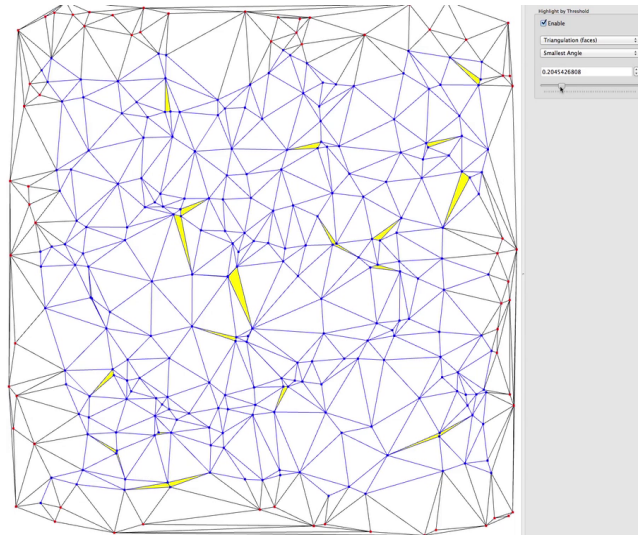 Highlight by Threshold
Enable
Triangulation (faces)
Smallest Angle
0.2045426808